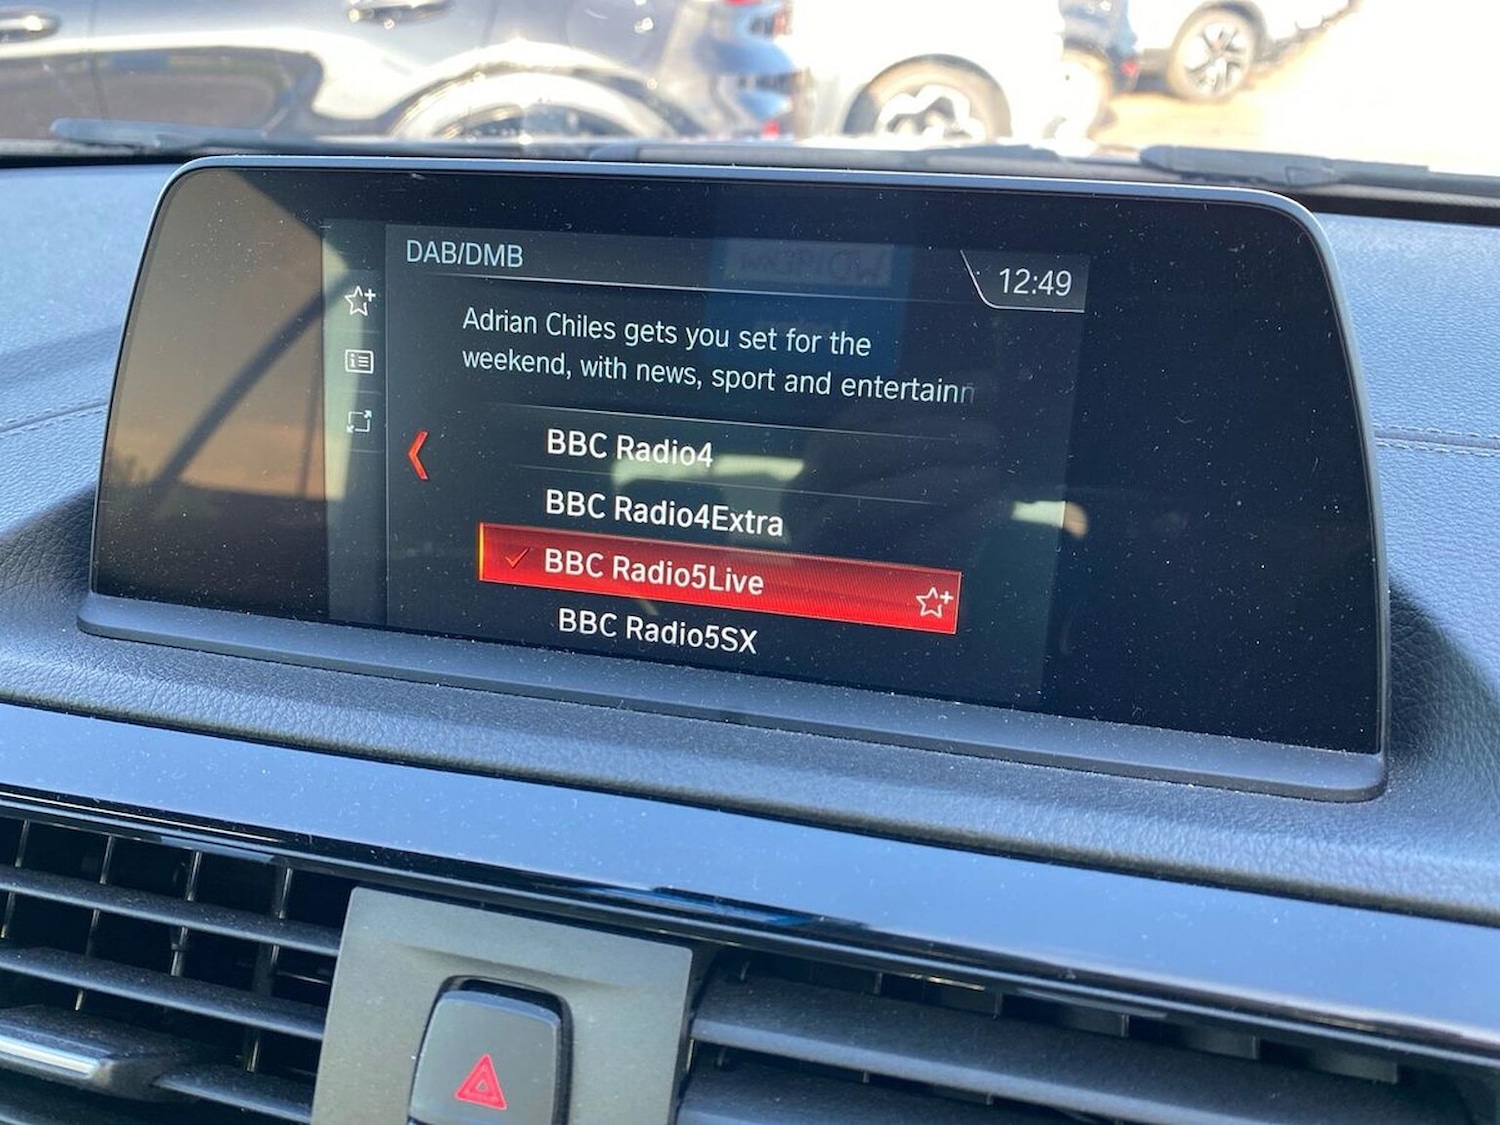 DAB/DMB
12:49
Adrian Chiles gets you set for the
weekend, with news, sport and entertainn
BBC Radio4
BBC Radio4Extra
BBC Radio5Live
BBC Radio5SX